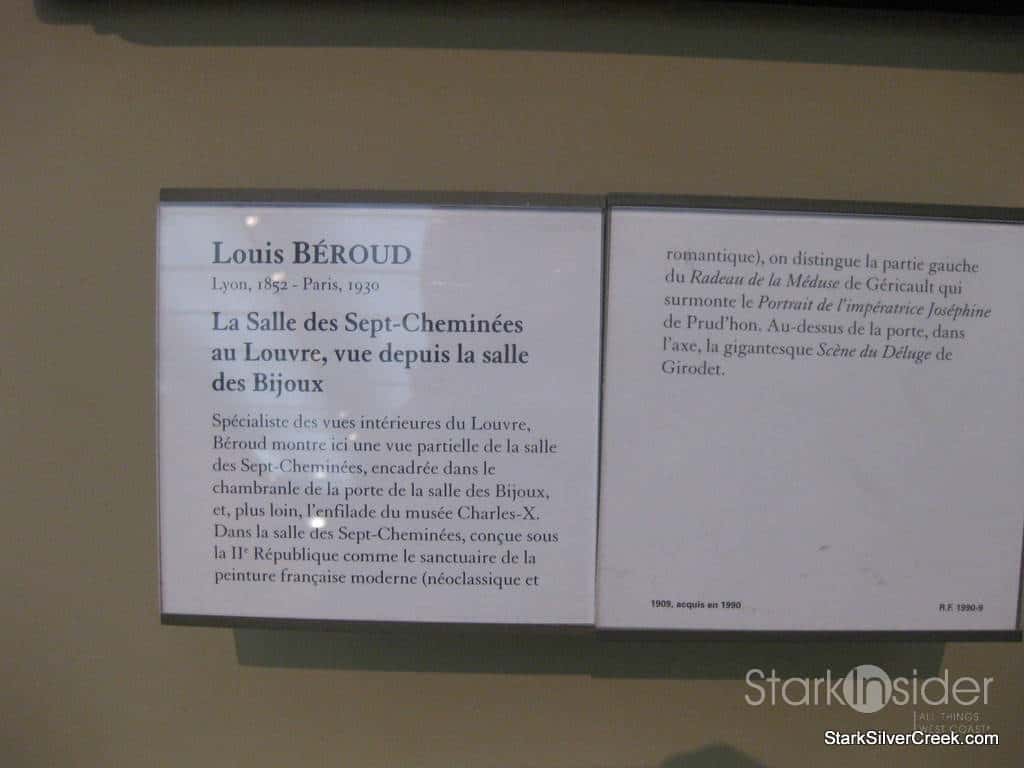 Louis BÉROUD
Lyon, 1852 - Paris, 1930
La Salle des Sept-Cheminées
au Louvre, vue depuis la salle
des Bijoux
Spécialiste des vues intérieures du Louvre,
Béroud montre ici une vue partielle de la salle
des Sept-Cheminées, encadrée dans le
chambranle de la porte de la salle des Bijoux,
et, plus loin, l'enfilade du musée Charles-X.
Dans la salle des Sept-Cheminées, conçue sous
la IIe République comme le sanctuaire de la
peinture française moderne (néoclassique et
romantique), on distingue la partie gauche
du Radeau de la Méduse de Géricault qui
surmonte le Portrait de l'impératrice Joséphine
de Prud'hon. Au-dessus de la porte, dans
l'axe, la gigantesque Scène du Déluge de
Girodet.
1909, acquis en 1990
R.F. 1990-9
StarkInsider
ALL THINGS
WEST COAST
StarkSilverCreek.com